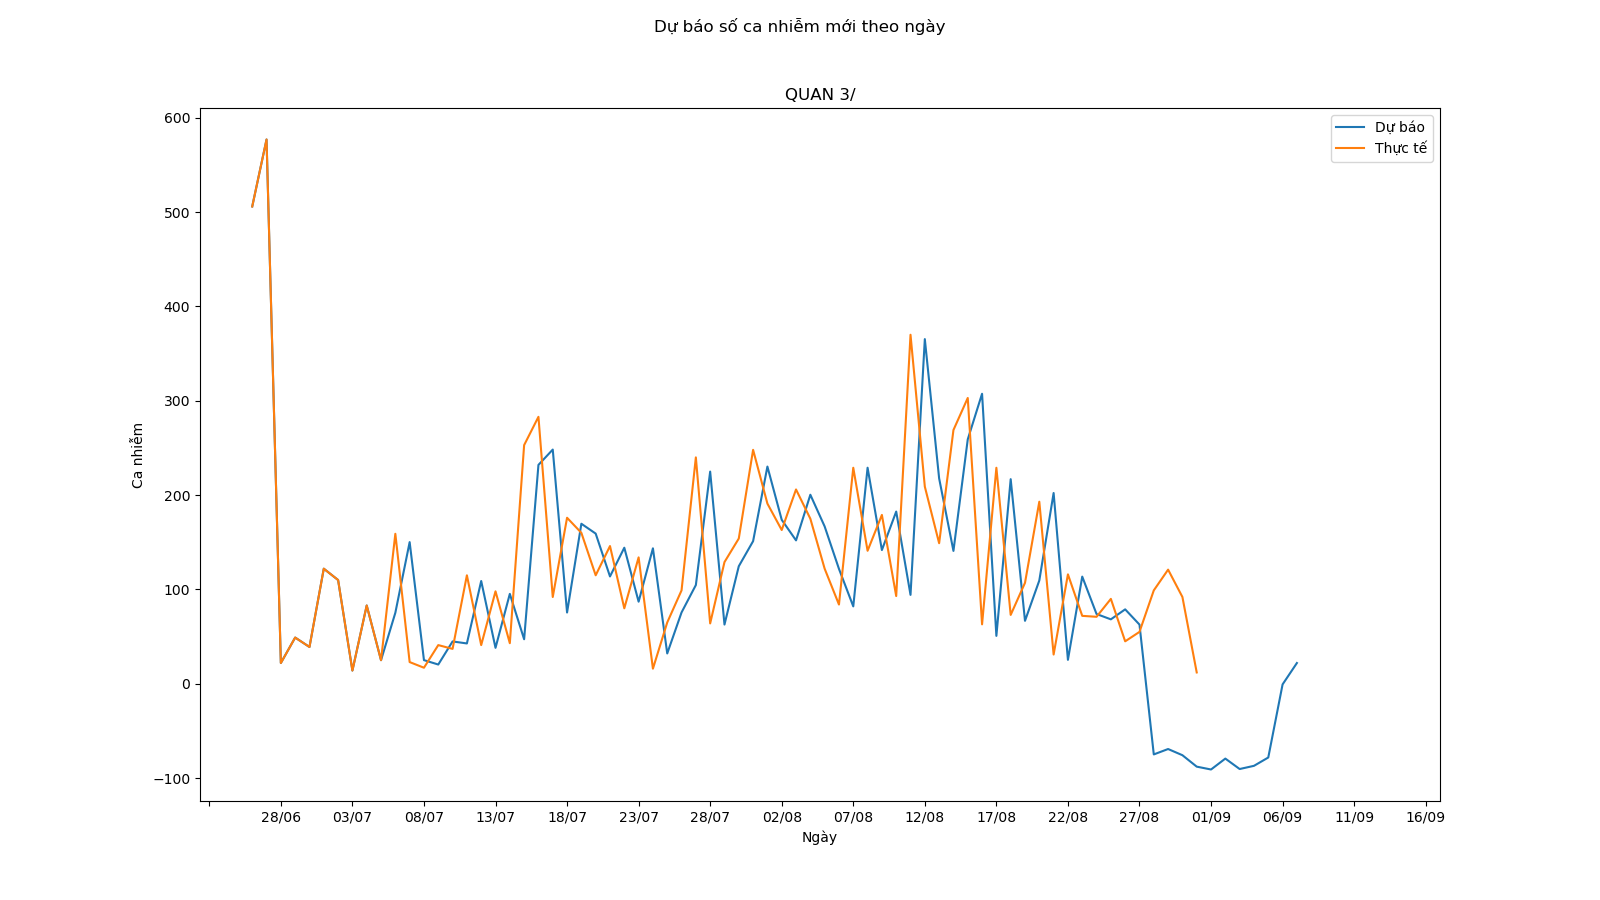 Dự báo số ca nhiễm mới theo ngày
QUAN 3/
Dự báo
Thực tế
600
500
400
300
200
100
0
−100
Ca nhiễm
28/06 03/07 08/07 13/07 18/07 23/07 28/07 02/08 07/08 12/08 17/08 22/08 27/08 01/09 06/09 11/09 16/09
Ngày